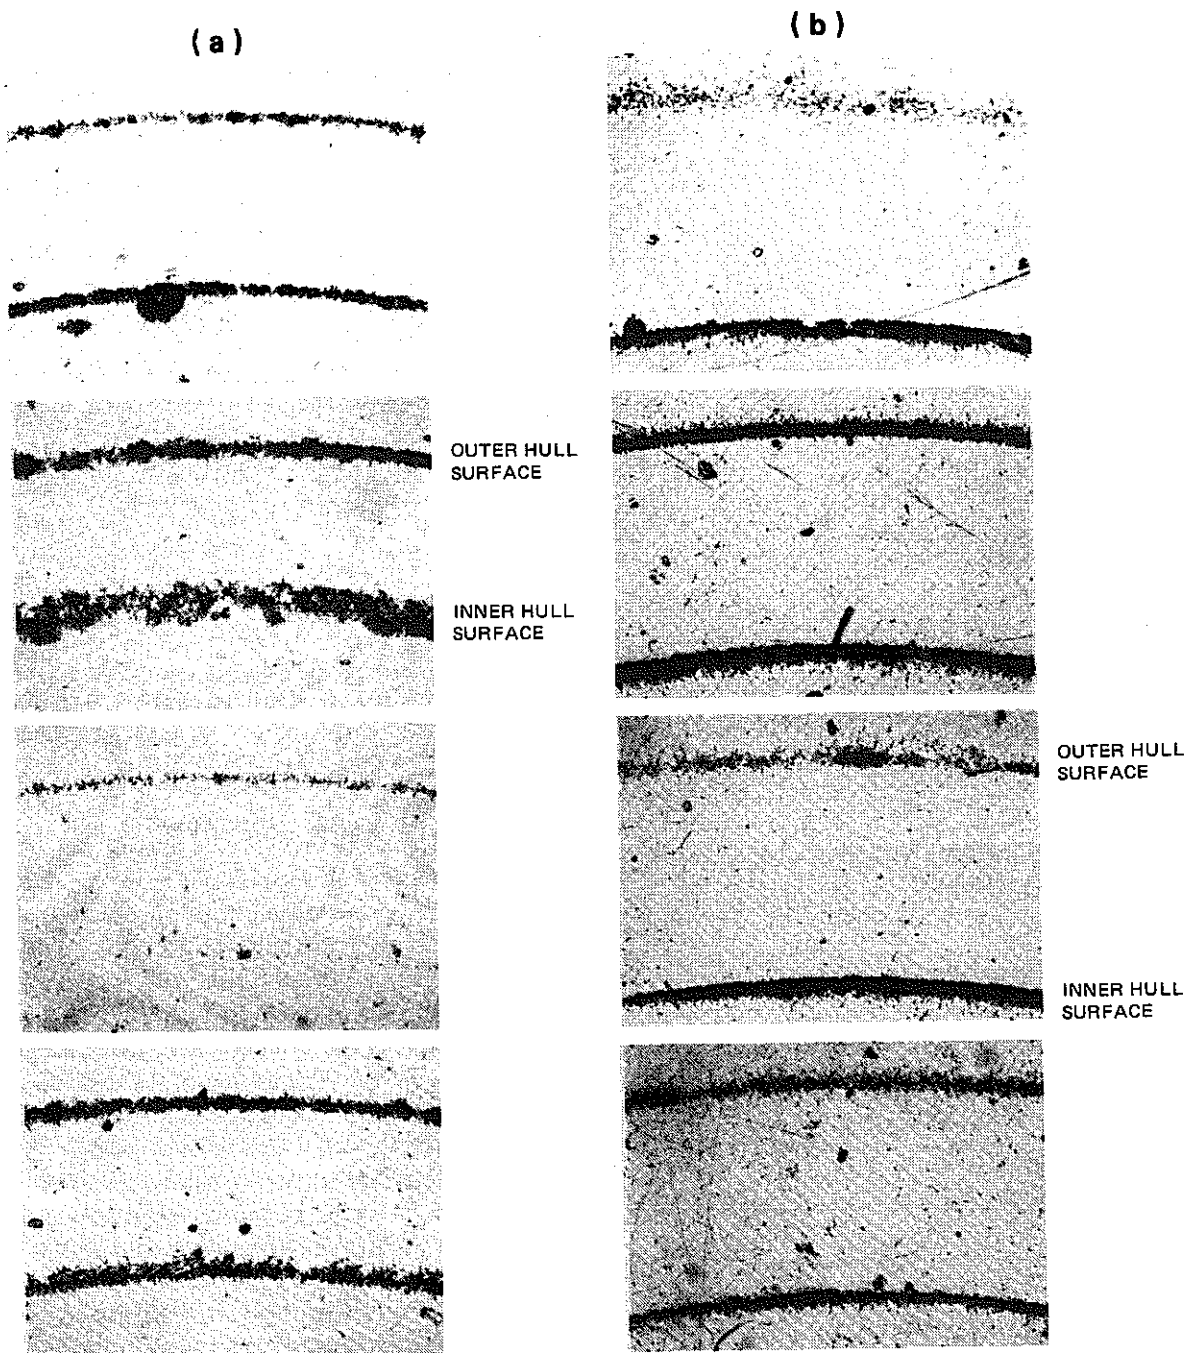 (a)
(b)
OUTER HULL
SURFACE
INNER HULL
SURFACE
OUTER HULL
SURFACE
INNER HULL
SURFACE